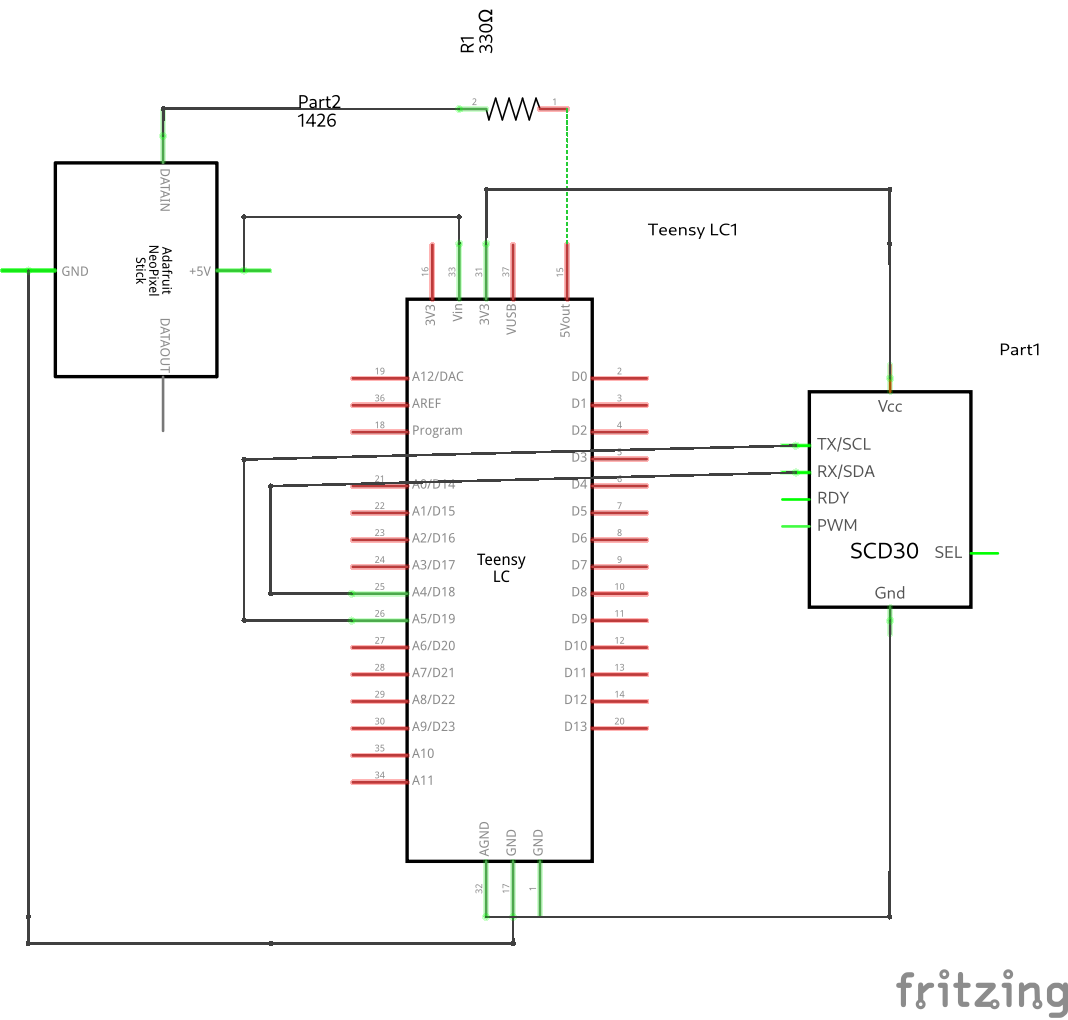 R1
330Ω
2
1
Part2
1426
DATAIN
Adafruit
NeoPixel
Stick
GND
+5V
DATAOUT
Teensy LC1
16
33
31
37
15
3V3
Vin
3V3
VUSB
5Vout
19
A12/DAC
D0
2
36
AREF
D1
3
18
Program
D2
4
D3
5
21
A0/D14
D4
6
22
A1/D15
D5
7
23
A2/D16
D6
8
24
A3/D17
D7
9
25
A4/D18
D8
10
26
A5/D19
D9
11
27
A6/D20
D10
12
28
A7/D21
D11
13
29
A8/D22
D12
14
30
A9/D23
D13
20
35
A10
34
A11
Teensy
LC
AGND
GND
GND
32
17
1
Part1
Vcc
TX/SCL
RX/SDA
RDY
PWM
SCD30
SEL
Gnd
fritzing